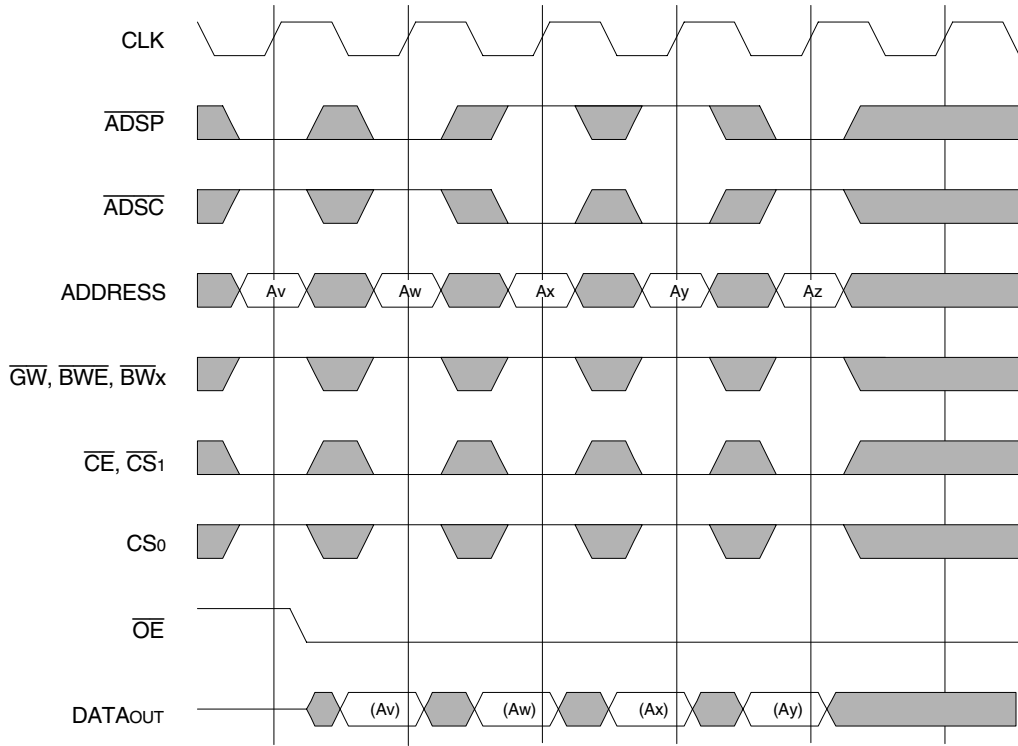 CLK
ADSP
ADSC
ADDRESS Av Aw Ax Ay Az
GW, BWE, BWx
CE, CS1
CS0
OE
DATAOUT (Av) (Aw) (Ax) (Ay)